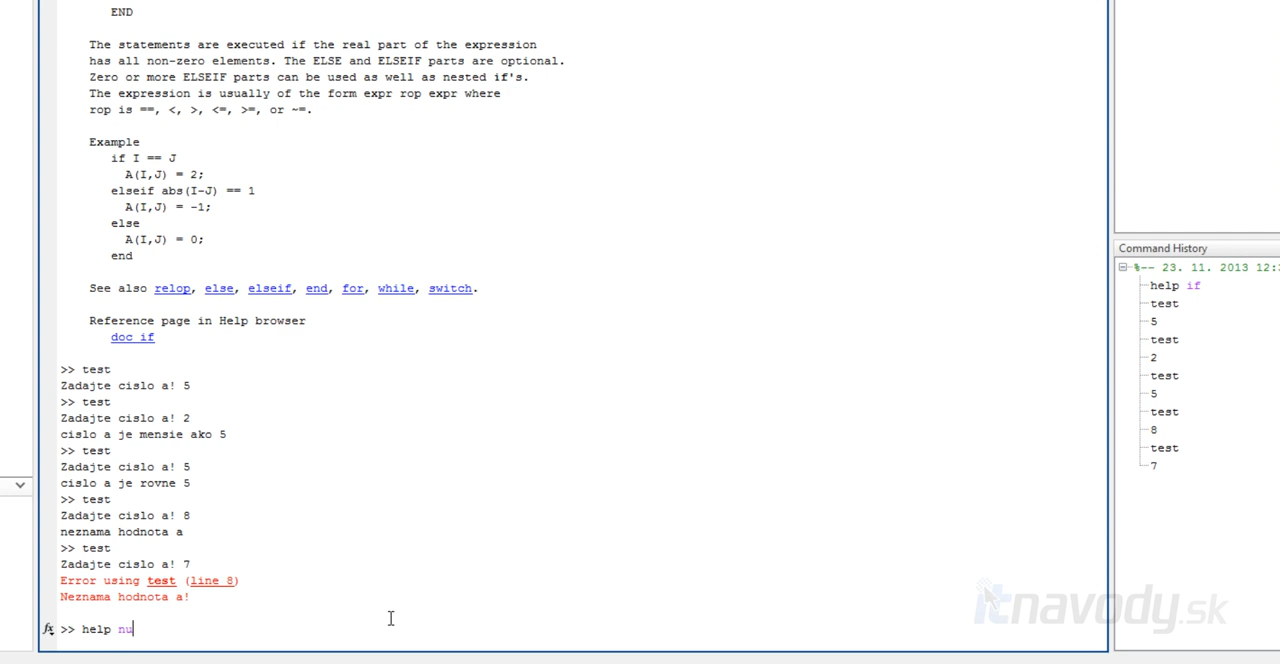 END
The statements are executed if the real part of the expression
has all non-zero elements. The ELSE and ELSEIF parts are optional.
Zero or more ELSEIF parts can be used as well as nested if's.
The expression is usually of the form expr rop expr where
rop is ==, <, >, <=, >=, or ~=.
Example
if I == J
A(I,J) = 2;
elseif abs(I-J) == 1
A(I,J) = -1;
else
A(I,J) = 0;
end
See also relop, else, elseif, end, for, while, switch.
Reference page in Help browser
doc if
>> test
Zadajte cislo a! 5
>> test
Zadajte cislo a! 2
cislo a je mensie ako 5
>> test
Zadajte cislo a! 5
cislo a je rovne 5
>> test
Zadajte cislo a! 8
neznama hodnota a
>> test
Zadajte cislo a! 7
Error using test (line 8)
Neznama hodnota a!
fx >> help nu
Command History
%-- 23. 11. 2013 12:
help if
test
5
test
2
test
5
test
8
test
7
itnavody.sk